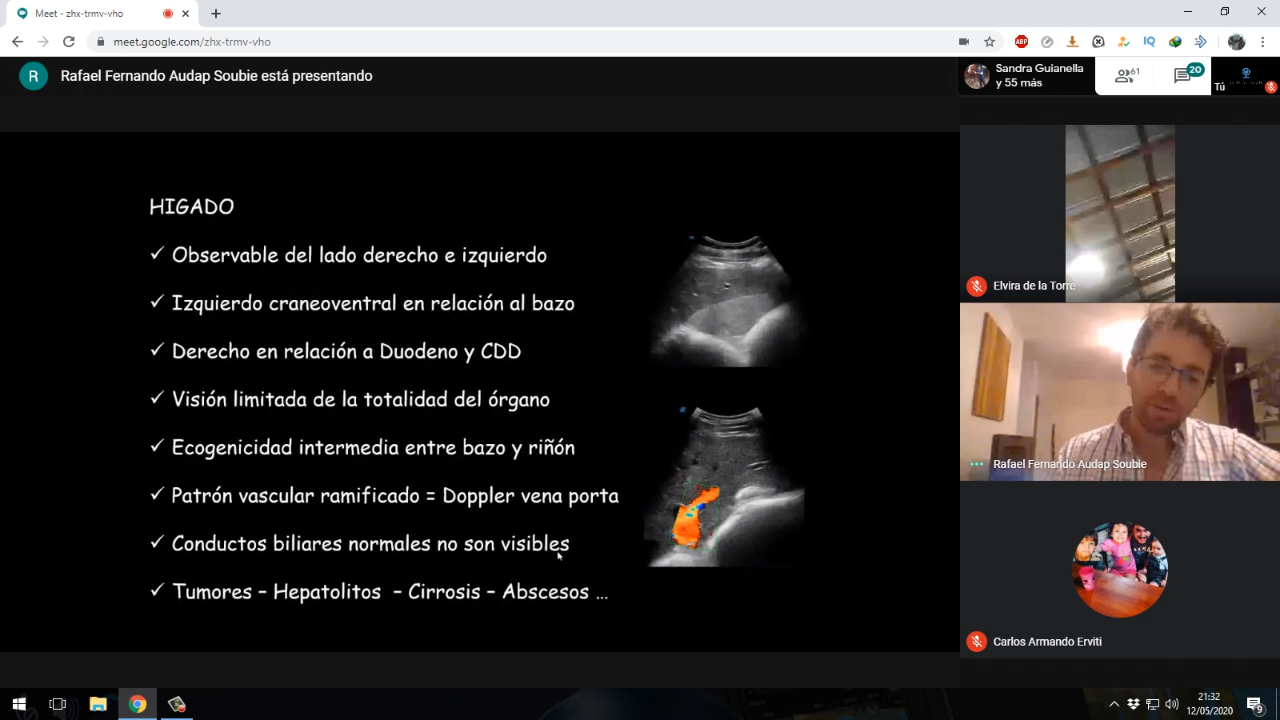 Meet - zhx-trmv-vho
meet.google.com/zhx-trmv-vho
ABP
IQ
R
Rafael Fernando Audap Soubie está presentando
Sandra Guianella
y 55 más
61
20
Tú
HIGADO
✓ Observable del lado derecho e izquierdo
✓ Izquierdo craneoventral en relación al bazo
✓ Derecho en relación a Duodeno y CDD
✓ Visión limitada de la totalidad del órgano
✓ Ecogenicidad intermedia entre bazo y riñón
✓ Patrón vascular ramificado = Doppler vena porta
✓ Conductos biliares normales no son visibles
✓ Tumores – Hepatolitos – Cirrosis – Abscesos ...
Elvira de la Torre
Rafael Fernando Audap Soubie
Carlos Armando Erviti
21:32
12/05/2020